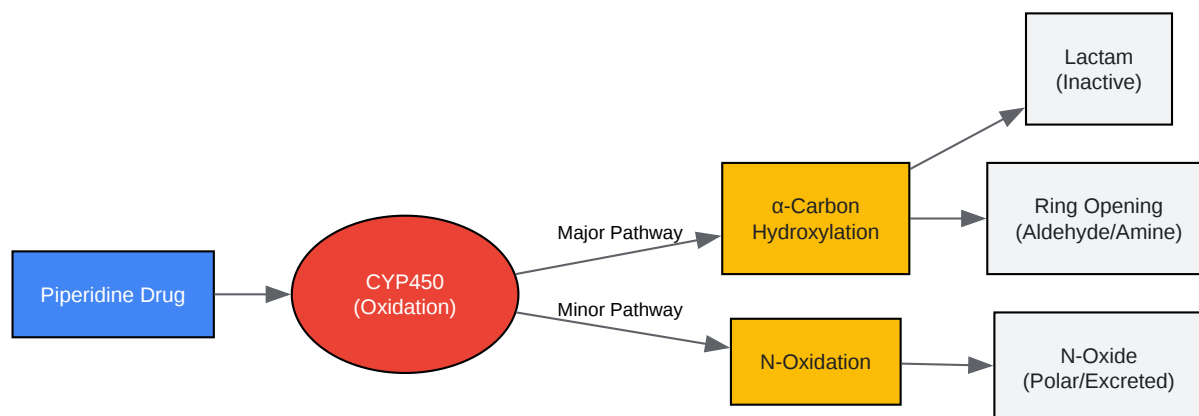 Piperidine Drug
CYP450
(Oxidation)
Major Pathway
Minor Pathway
α-Carbon
Hydroxylation
N-Oxidation
Lactam
(Inactive)
Ring Opening
(Aldehyde/Amine)
N-Oxide
(Polar/Excreted)